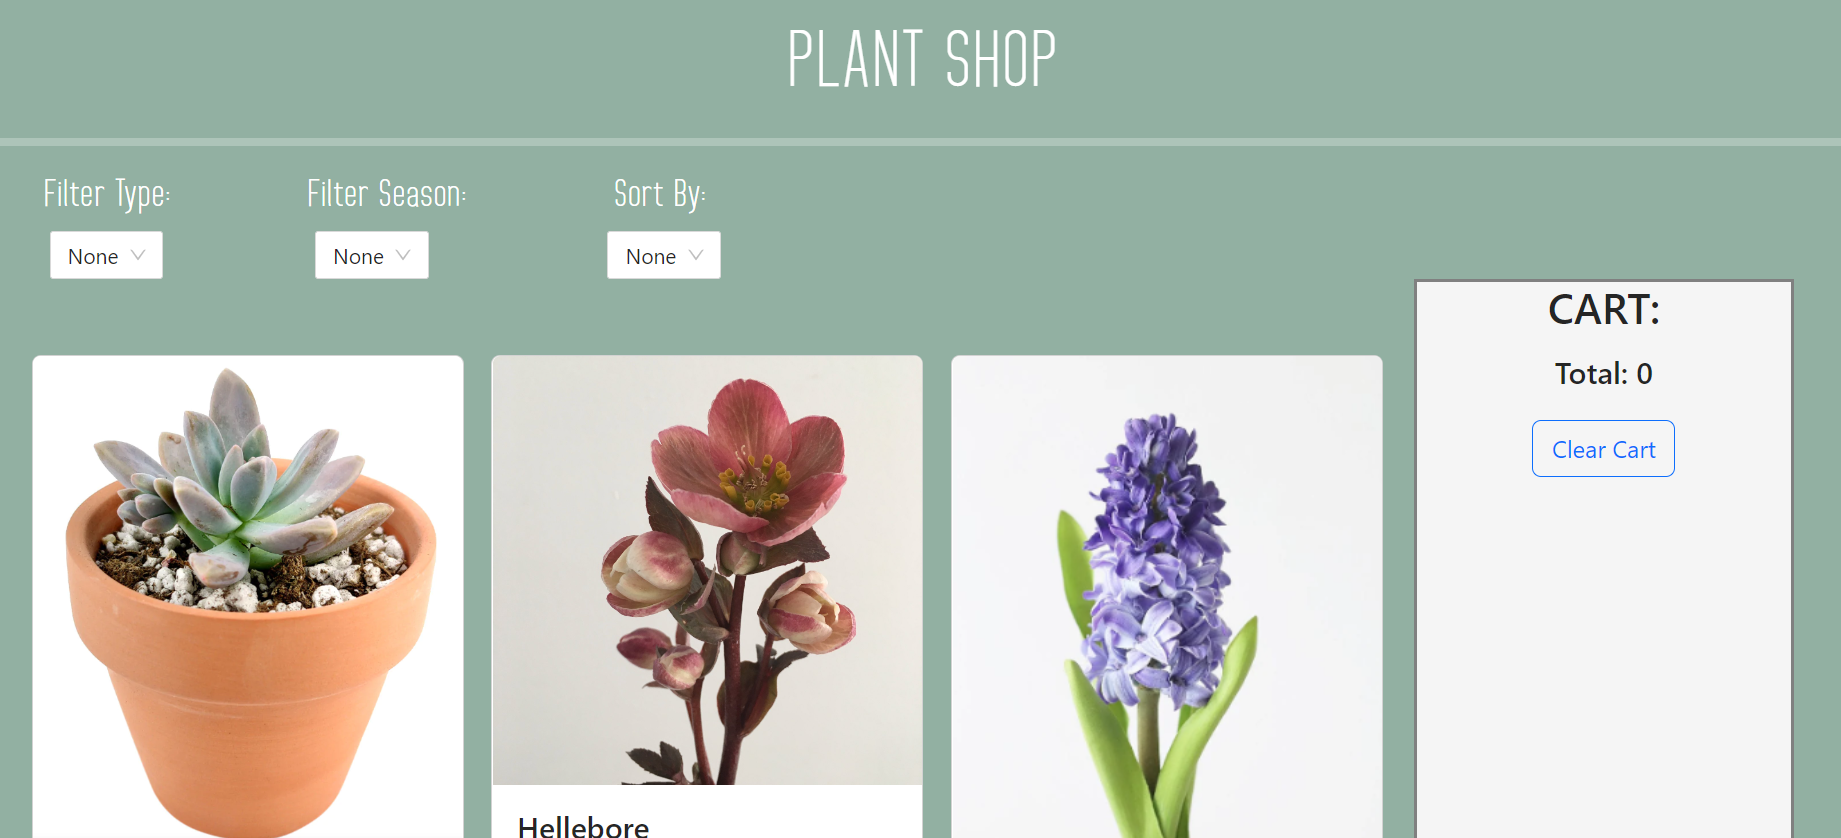 PLANT SHOP
Filter Type:
Filter Season:
Sort By:
None
None
None
CART:
Total: 0
Clear Cart
Hellebore